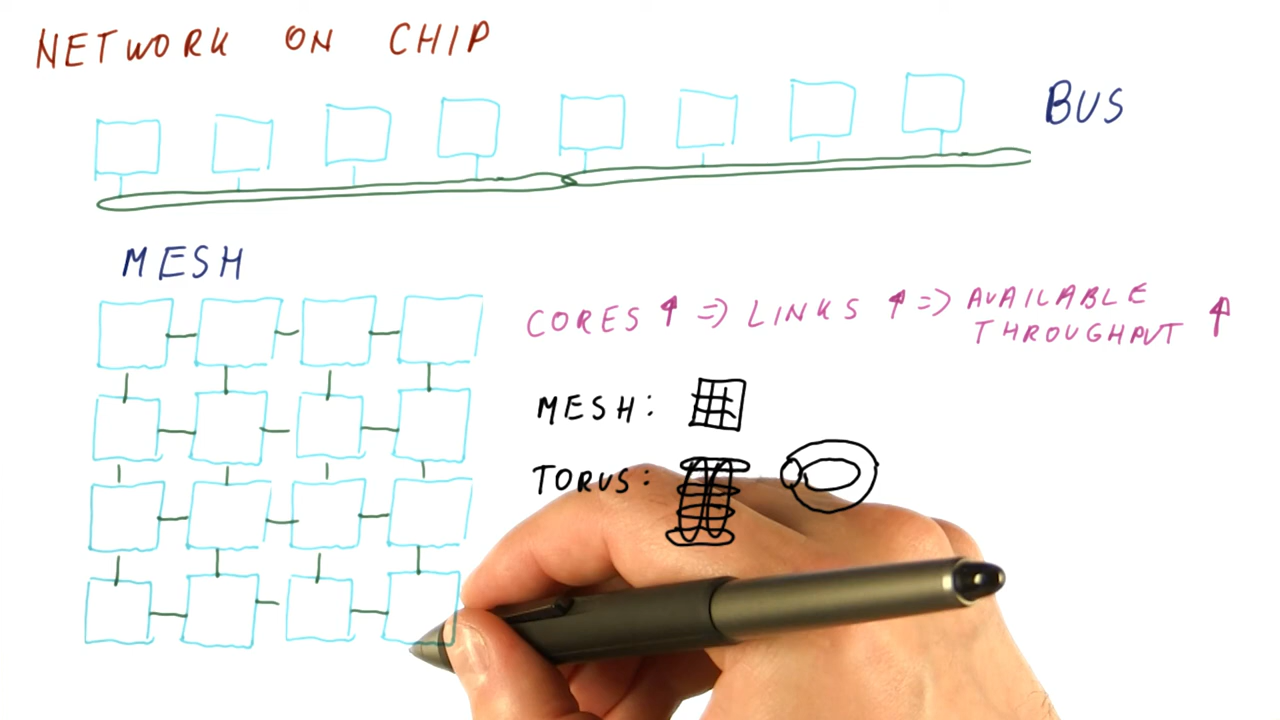 NETWORK ON CHIP
BUS
MESH
CORES ↑ => LINKS ↑ => AVAILABLE THROUGHPUT ↑
MESH:
TORUS: